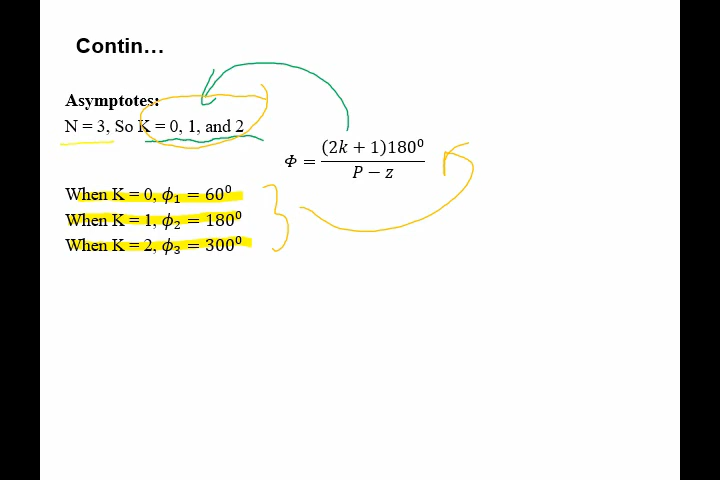 Contin…
Asymptotes:
N = 3, So K = 0, 1, and 2
𝛷 = (2𝑘 + 1)180⁰ / 𝑃 − 𝑧
When K = 0, 𝜙₁ = 60⁰
When K = 1, 𝜙₂ = 180⁰
When K = 2, 𝜙₃ = 300⁰